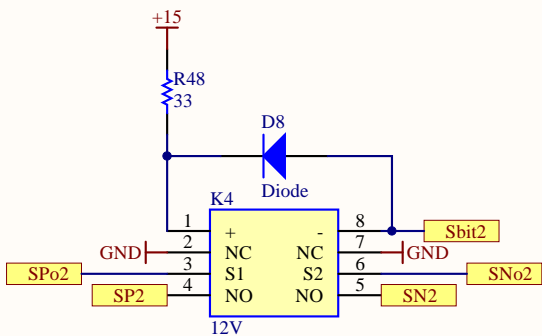 +15
R48
33
D8
Diode
K4
1 + - 8 Sbit2
GND 2 NC NC 7 GND
SPo2 3 S1 S2 6 SNo2
SP2 4 NO NO 5 SN2
12V